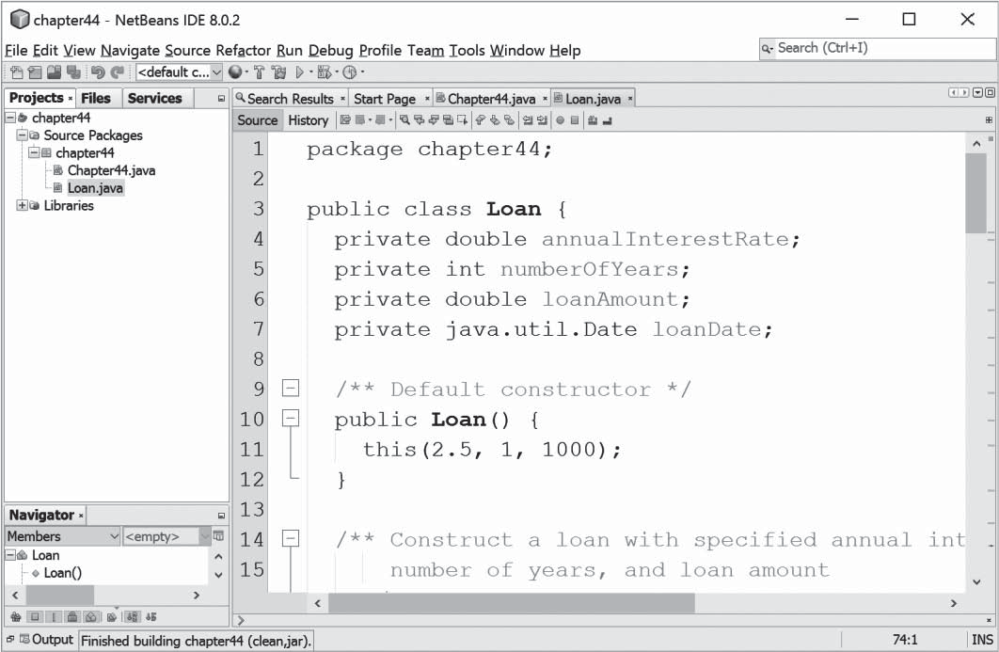 chapter44 - NetBeans IDE 8.0.2
File Edit View Navigate Source Refactor Run Debug Profile Team Tools Window Help
Search (Ctrl+I)
<default c...
Projects × Files Services
Search Results × Start Page × Chapter44.java × Loan.java ×
Source History
chapter44
Source Packages
chapter44
Chapter44.java
Loan.java
Libraries
1 package chapter44;
2
3 public class Loan {
4 private double annualInterestRate;
5 private int numberOfYears;
6 private double loanAmount;
7 private java.util.Date loanDate;
8
9 /** Default constructor */
10 public Loan() {
11 this(2.5, 1, 1000);
12 }
13
14 /** Construct a loan with specified annual int
15 number of years, and loan amount
Navigator ×
Members <empty>
Loan
Loan()
Output Finished building chapter44 (clean,jar). 74:1 INS